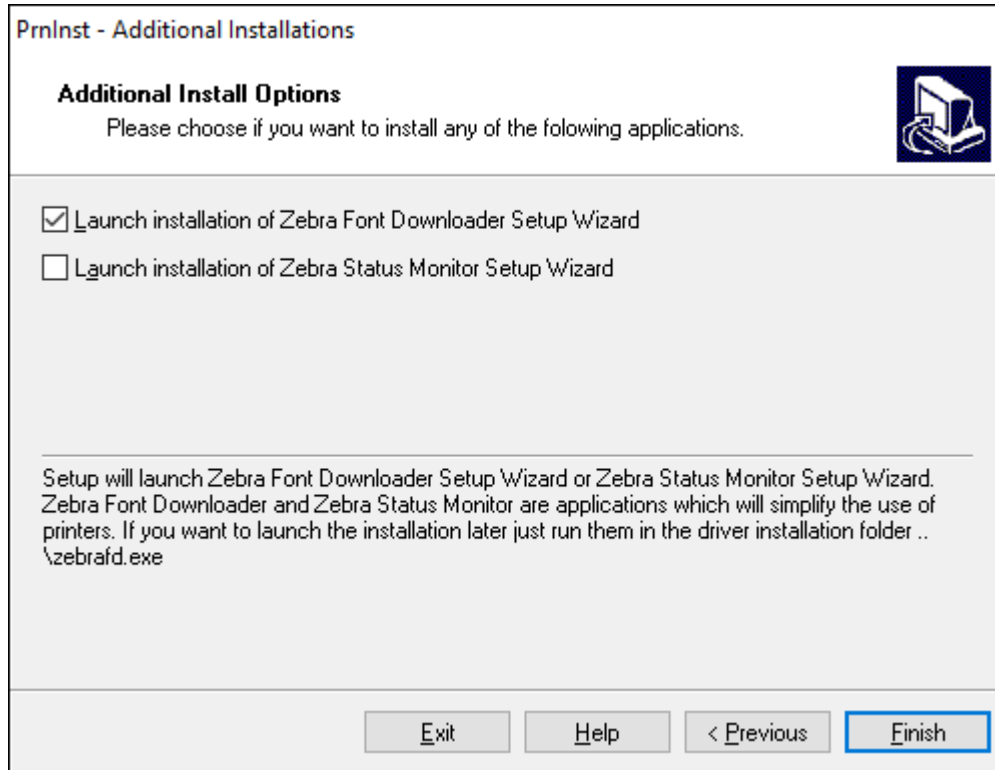 PrnInst - Additional Installations
Additional Install Options
Please choose if you want to install any of the folowing applications.
Launch installation of Zebra Font Downloader Setup Wizard
Launch installation of Zebra Status Monitor Setup Wizard
Setup will launch Zebra Font Downloader Setup Wizard or Zebra Status Monitor Setup Wizard.
Zebra Font Downloader and Zebra Status Monitor are applications which will simplify the use of
printers. If you want to launch the installation later just run them in the driver installation folder ..
\zebrafd.exe
Exit
Help
< Previous
Finish